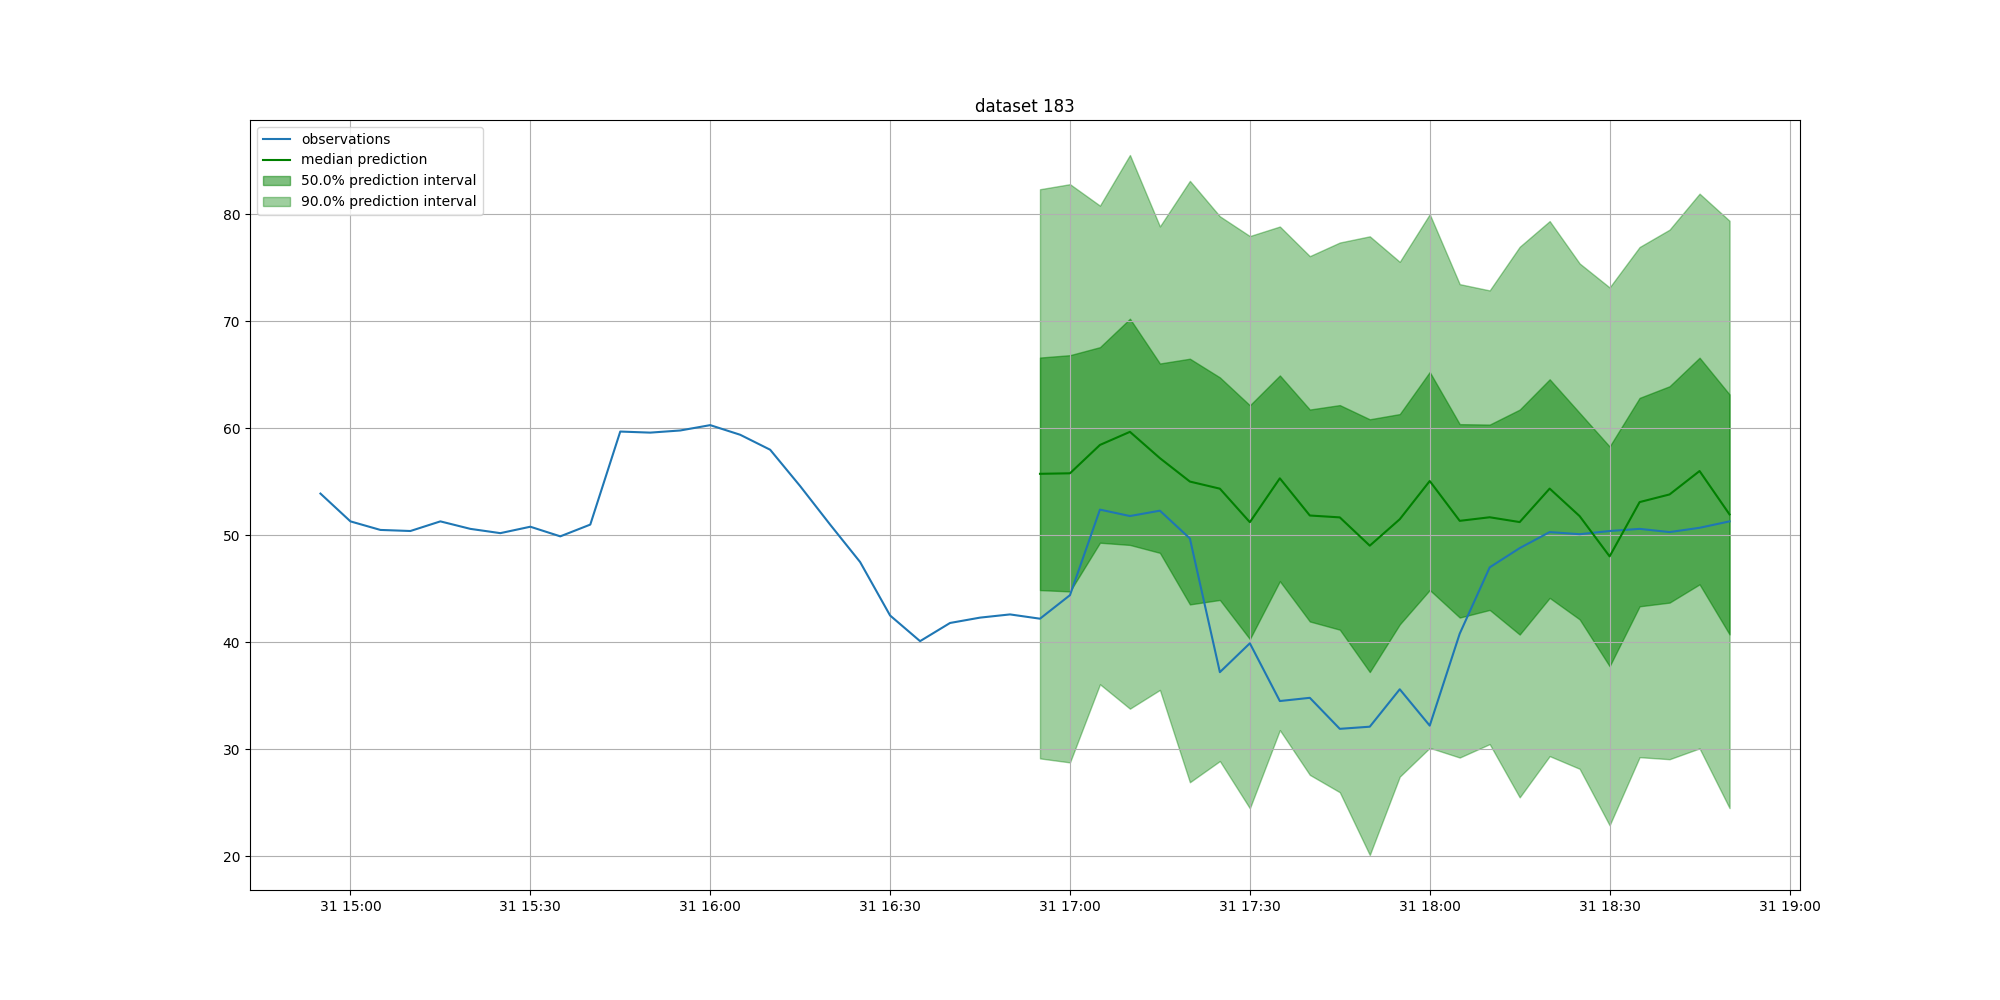 dataset 183
observations
median prediction
50.0% prediction interval
90.0% prediction interval
80
70
60
50
40
30
20
31 15:00 31 15:30 31 16:00 31 16:30 31 17:00 31 17:30 31 18:00 31 18:30 31 19:00